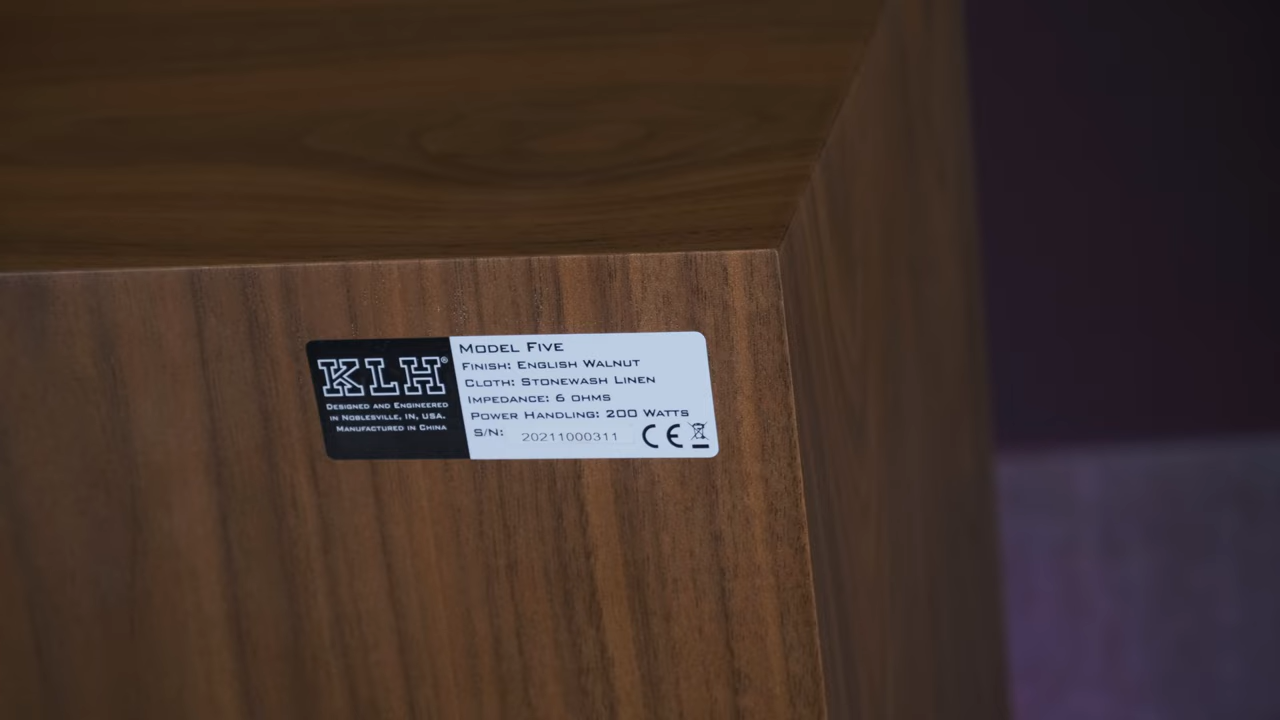 KLH®
DESIGNED AND ENGINEERED
IN NOBLESVILLE, IN, USA.
MANUFACTURED IN CHINA
MODEL FIVE
FINISH: ENGLISH WALNUT
CLOTH: STONEWASH LINEN
IMPEDANCE: 6 OHMS
POWER HANDLING: 200 WATTS
S/N: 20211000311 CE